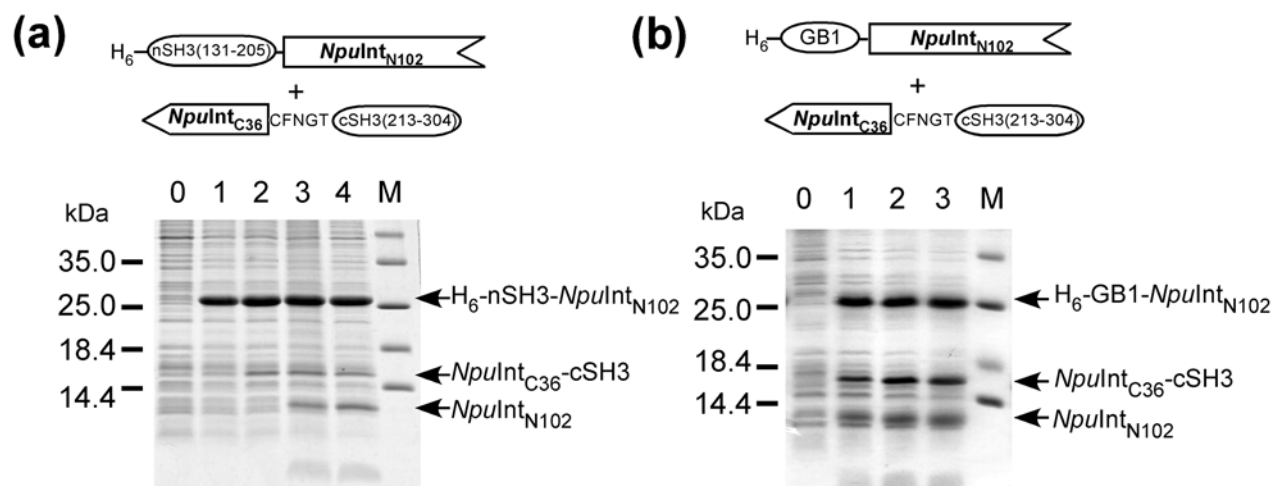 (a)
H6 nSH3(131-205) NpuIntN102
+
NpuIntC36 CFNGT cSH3(213-304)
0 1 2 3 4 M
kDa
35.0
25.0
18.4
14.4
H6-nSH3-NpuIntN102
NpuIntC36-cSH3
NpuIntN102
(b)
H6 GB1 NpuIntN102
+
NpuIntC36 CFNGT cSH3(213-304)
0 1 2 3 M
kDa
35.0
25.0
18.4
14.4
H6-GB1-NpuIntN102
NpuIntC36-cSH3
NpuIntN102